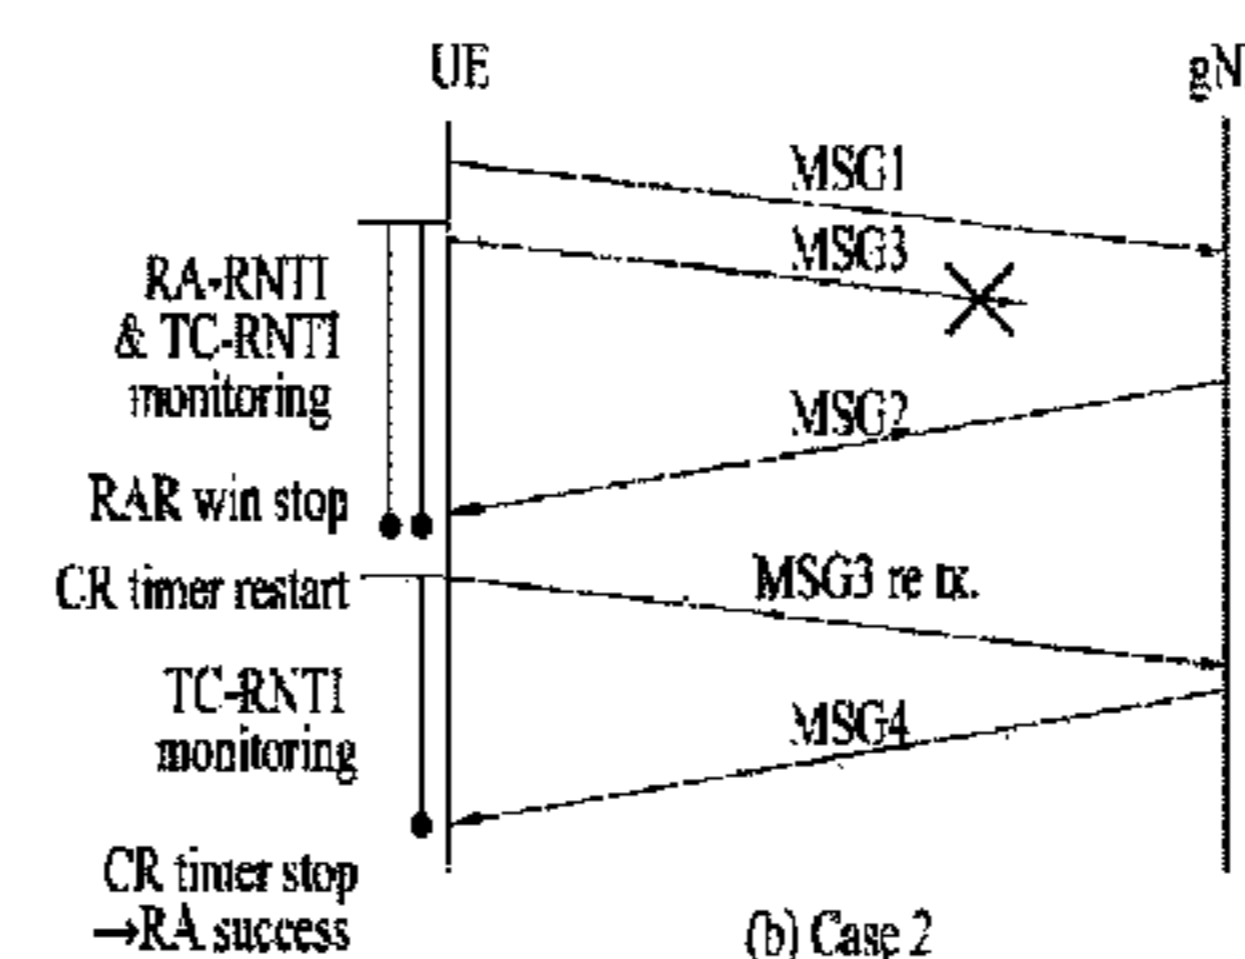 UE
gN
MSG1
MSG3
RA-RNTI
& TC-RNTI
monitoring
MSG2
RAR win stop
CR timer restart
MSG3 re tx.
TC-RNTI
monitoring
MSG4
CR timer stop
→RA success
(b) Case 2